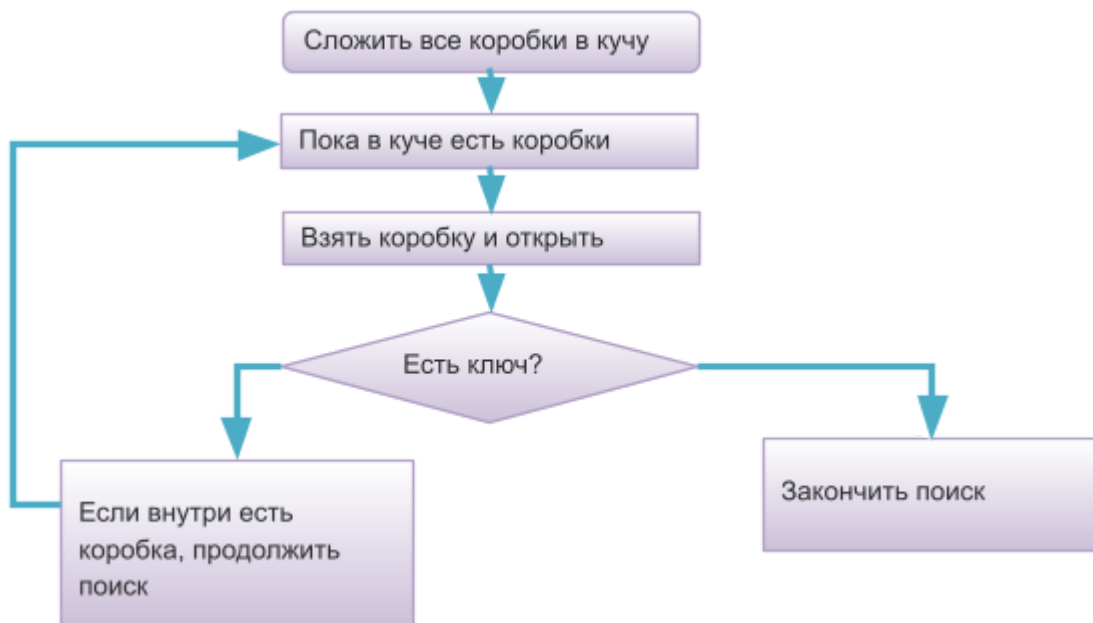 Сложить все коробки в кучу
Пока в куче есть коробки
Взять коробку и открыть
Есть ключ?
Если внутри есть
коробка, продолжить
поиск
Закончить поиск